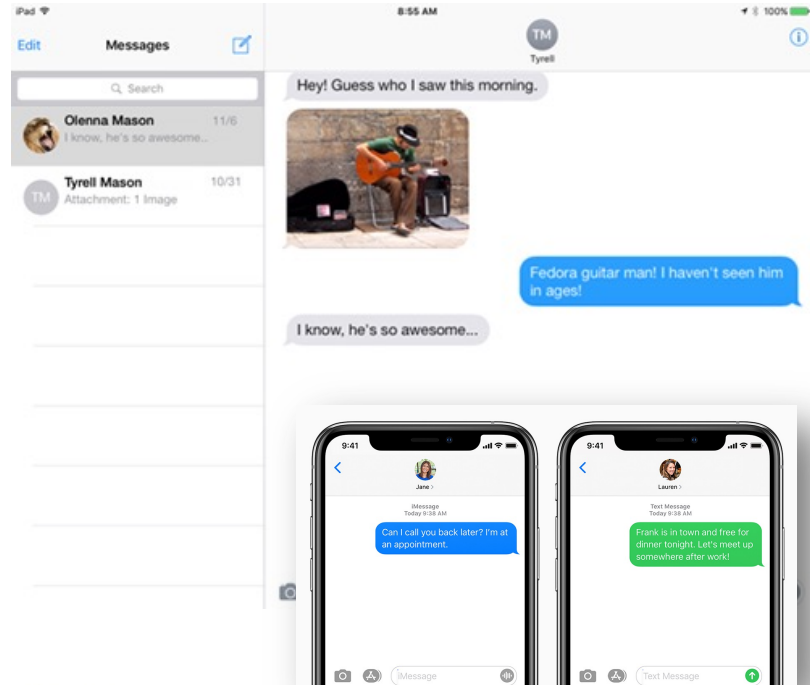 iPad 8:55 AM 100%
Edit Messages
TM
Tyrell
Search
Olenna Mason 11/6
I know, he's so awesome..
TM
Tyrell Mason 10/31
Attachment: 1 Image
Hey! Guess who I saw this morning.
Fedora guitar man! I haven't seen him
in ages!
I know, he's so awesome...
9:41
Jane >
iMessage
Today 9:38 AM
Can I call you back later? I'm at
an appointment.
iMessage
9:41
Lauren >
Text Message
Today 9:38 AM
Frank is in town and free for
dinner tonight. Let's meet up
somewhere after work!
Text Message